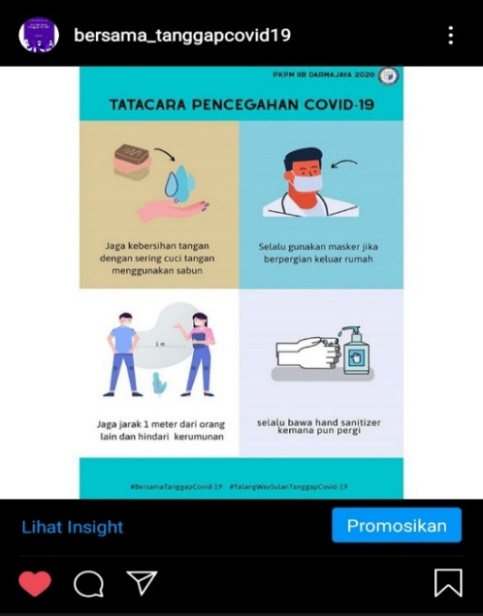 bersama_tanggapcovid19
PKPM IIB DARMAJAYA 2020
TATACARA PENCEGAHAN COVID-19
Jaga kebersihan tangan
dengan sering cuci tangan
menggunakan sabun
Selalu gunakan masker jika
berpergian keluar rumah
1 m
Jaga jarak 1 meter dari orang
lain dan hindari kerumunan
selalu bawa hand sanitizer
kemana pun pergi
#BersamaTanggapCovid-19 #TalangWaySulanTanggapCovid-19
Lihat Insight
Promosikan